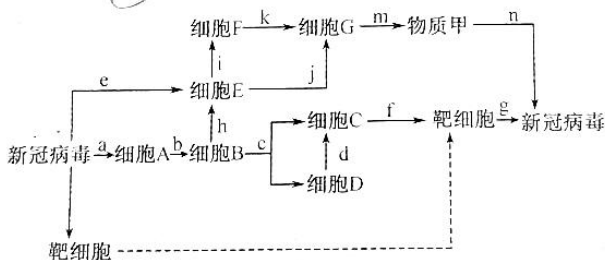 细胞F k 细胞G m 物质甲 n
i j
e 细胞E
h 细胞C f 靶细胞 g 新冠病毒
新冠病毒 a 细胞A b 细胞B c d
细胞D
靶细胞